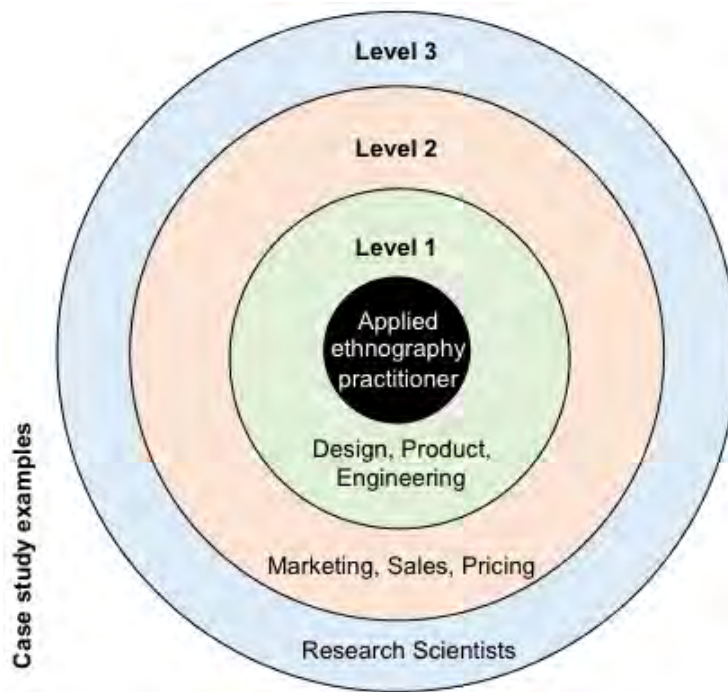 Level 3
Level 2
Level 1
Applied
ethnography
practitioner
Design, Product,
Engineering
Marketing, Sales, Pricing
Research Scientists
Case study examples